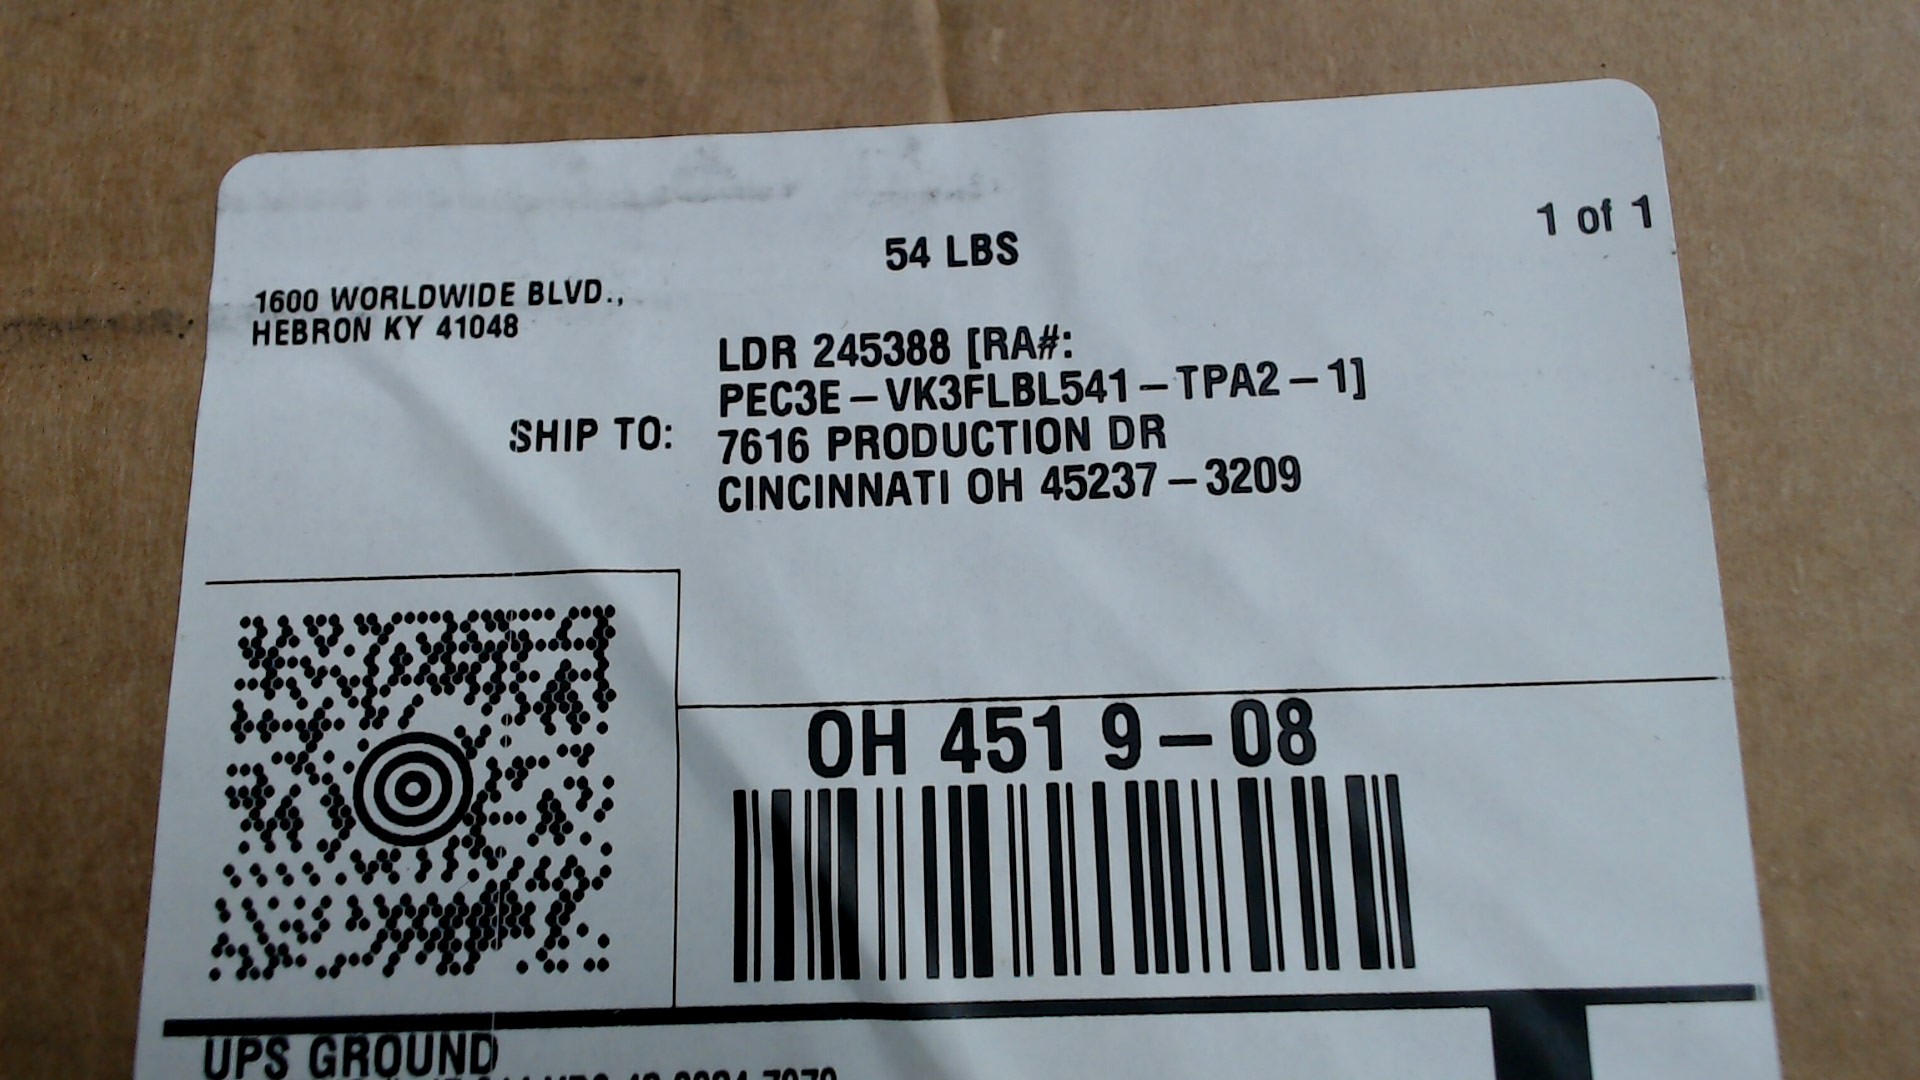 1 of 1
54 LBS
1600 WORLDWIDE BLVD.,
HEBRON KY 41048
LDR 245388 [RA#:
PEC3E-VK3FLBL541-TPA2-1]
SHIP TO: 7616 PRODUCTION DR
CINCINNATI OH 45237-3209
OH 451 9-08
UPS GROUND